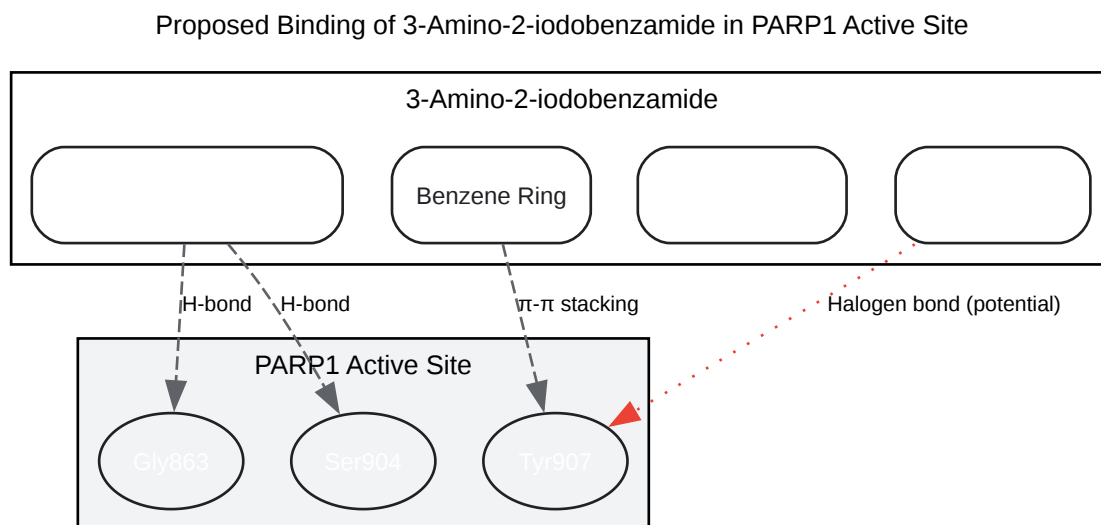 Proposed Binding of 3-Amino-2-iodobenzamide in PARP1 Active Site
3-Amino-2-iodobenzamide
Benzene Ring
H-bond
H-bond
π-π stacking
Halogen bond (potential)
PARP1 Active Site
Gly863
Ser904
Tyr907